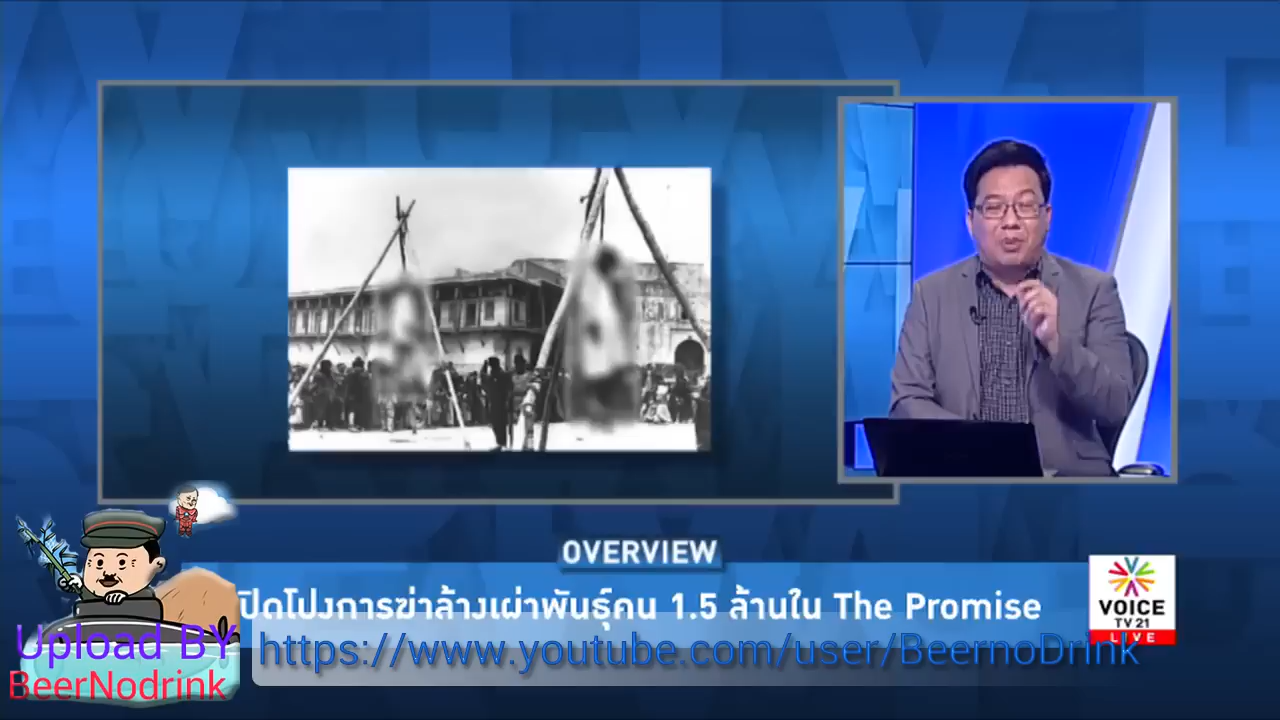 OVERVIEW
ปิดโปงการฆ่าล้างเผ่าพันธุ์คน 1.5 ล้านใน The Promise
VOICE
TV 21
LIVE
Upload BY
BeerNodrink
https://www.youtube.com/user/BeernoDrink